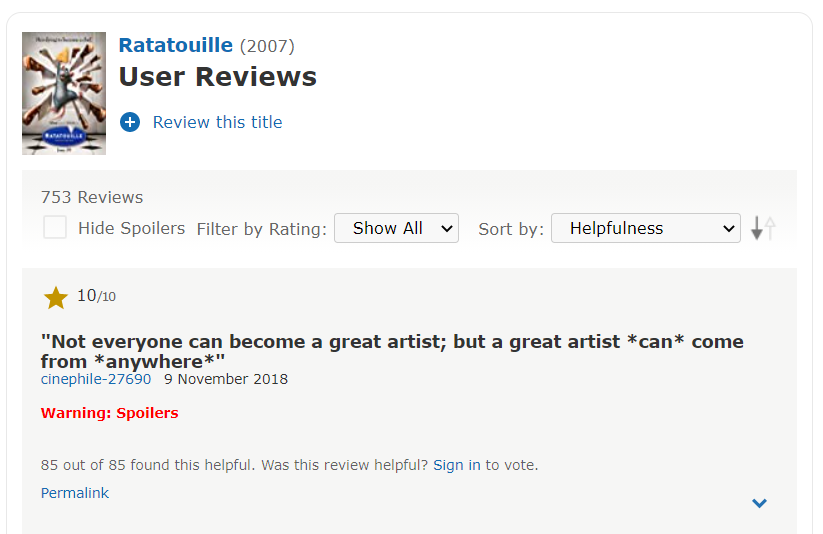 Ratatouille (2007)
User Reviews
Review this title
RATATOUILLE
753 Reviews
Hide Spoilers Filter by Rating: Show All Sort by: Helpfulness
10/10
"Not everyone can become a great artist; but a great artist *can* come
from *anywhere*"
cinephile-27690 9 November 2018
Warning: Spoilers
85 out of 85 found this helpful. Was this review helpful? Sign in to vote.
Permalink